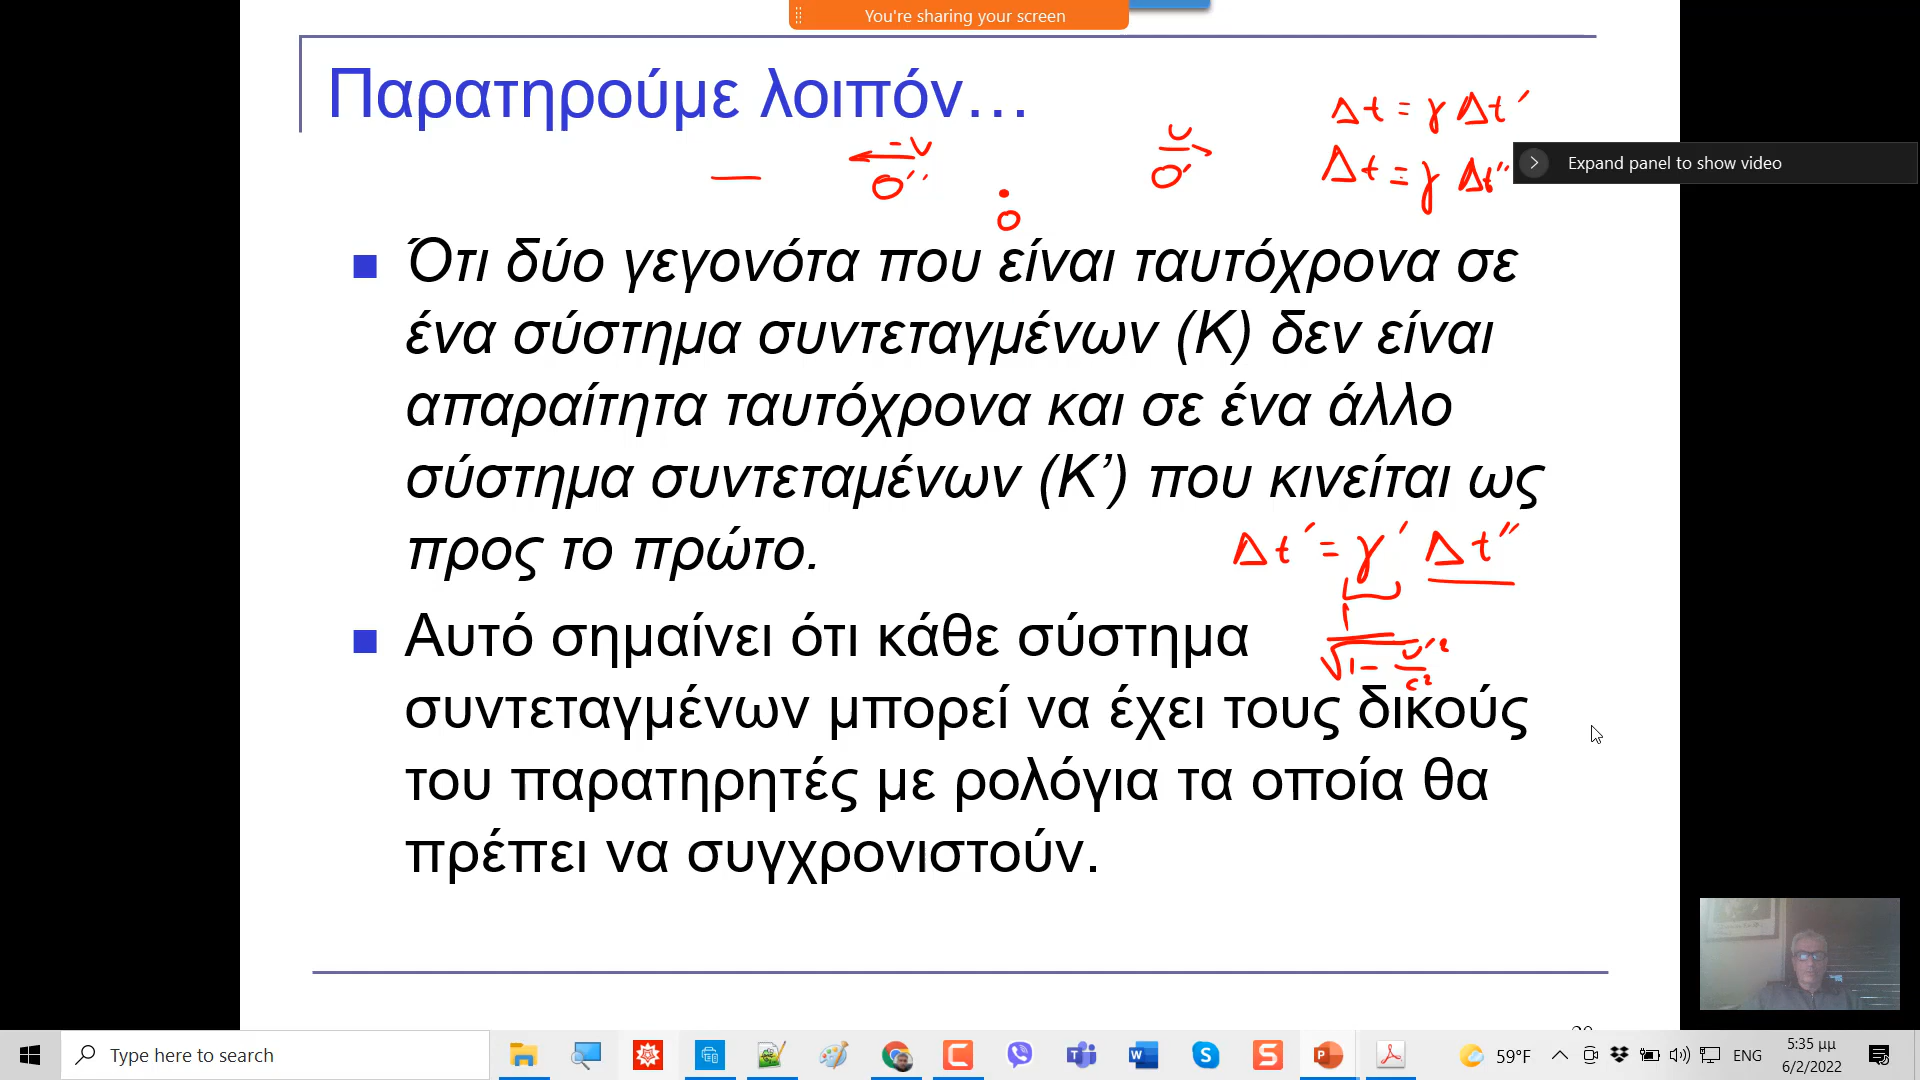 You're sharing your screen
Παρατηρούμε λοιπόν...
Δt = γ Δt'
-υ
υ
Expand panel to show video
Δt = γ Δt''
O''
O'
O
Ότι δύο γεγονότα που είναι ταυτόχρονα σε
ένα σύστημα συντεταγμένων (Κ) δεν είναι
απαραίτητα ταυτόχρονα και σε ένα άλλο
σύστημα συντεταμένων (Κ’) που κινείται ως
προς το πρώτο.
Δt' = γ' Δt''
Αυτό σημαίνει ότι κάθε σύστημα
1
√1 - υ'²
c²
συντεταγμένων μπορεί να έχει τους δικούς
του παρατηρητές με ρολόγια τα οποία θα
πρέπει να συγχρονιστούν.
Type here to search
59°F
ENG
5:35 μμ
6/2/2022